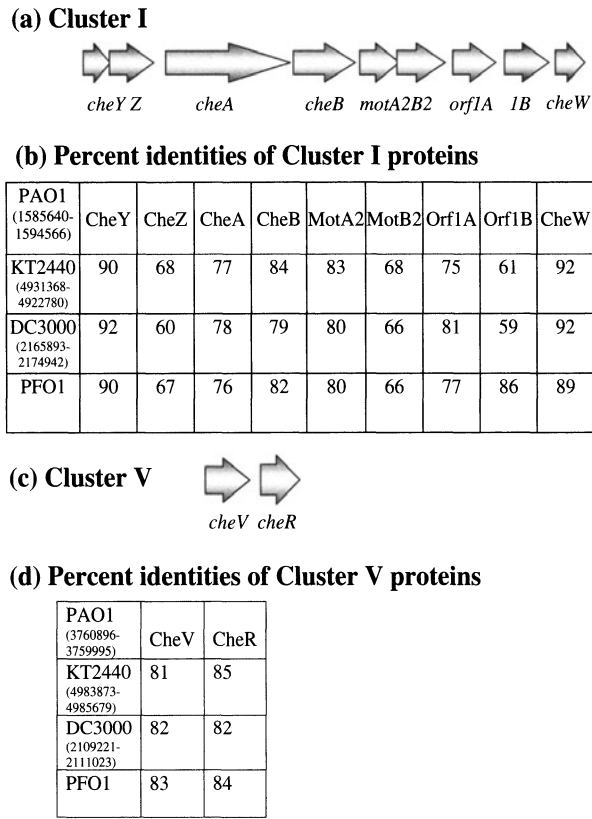 (a) Cluster I
cheY Z cheA cheB motA2B2 orf1A 1B cheW
(b) Percent identities of Cluster I proteins
PAO1 (1585640-1594566) CheY CheZ CheA CheB MotA2 MotB2 Orf1A Orf1B CheW
KT2440 (4931368-4922780) 90 68 77 84 83 68 75 61 92
DC3000 (2165893-2174942) 92 60 78 79 80 66 81 59 92
PFO1 90 67 76 82 80 66 77 86 89
(c) Cluster V
cheV cheR
(d) Percent identities of Cluster V proteins
PAO1 (3760896-3759995) CheV CheR
KT2440 (4983873-4985679) 81 85
DC3000 (2109221-2111023) 82 82
PFO1 83 84